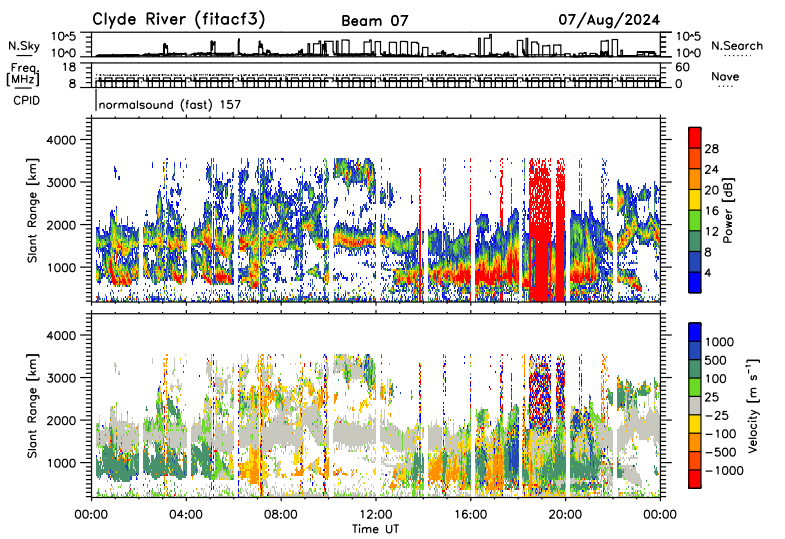 Clyde River (fitacf3) Beam 07 07/Aug/2024
N.Sky 10^5 10^0 10^5 10^0 N.Search
Freq. [MHz] 18 8 60 0 Nave
CPID normalsound (fast) 157
Slant Range [km] 4000 3000 2000 1000
Power [dB] 28 24 20 16 12 8 4
Slant Range [km] 4000 3000 2000 1000
Velocity [m s⁻¹] 1000 500 100 25 −25 −100 −500 −1000
00:00 04:00 08:00 12:00 16:00 20:00 00:00
Time UT